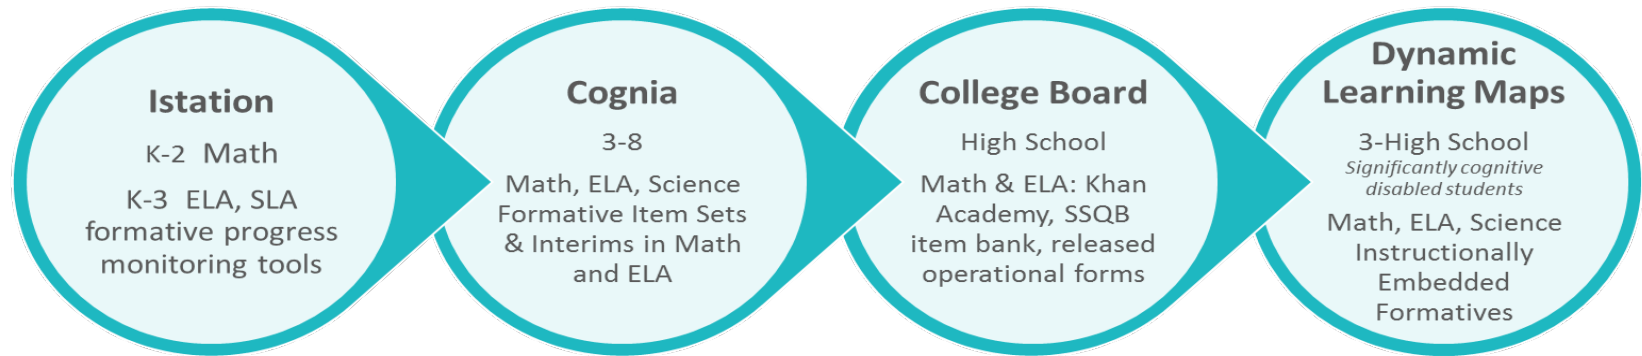 Istation
K-2 Math
K-3 ELA, SLA
formative progress
monitoring tools
Cognia
3-8
Math, ELA, Science
Formative Item Sets
& Interims in Math
and ELA
College Board
High School
Math & ELA: Khan
Academy, SSQB
item bank, released
operational forms
Dynamic
Learning Maps
3-High School
Significantly cognitive
disabled students
Math, ELA, Science
Instructionally
Embedded
Formatives